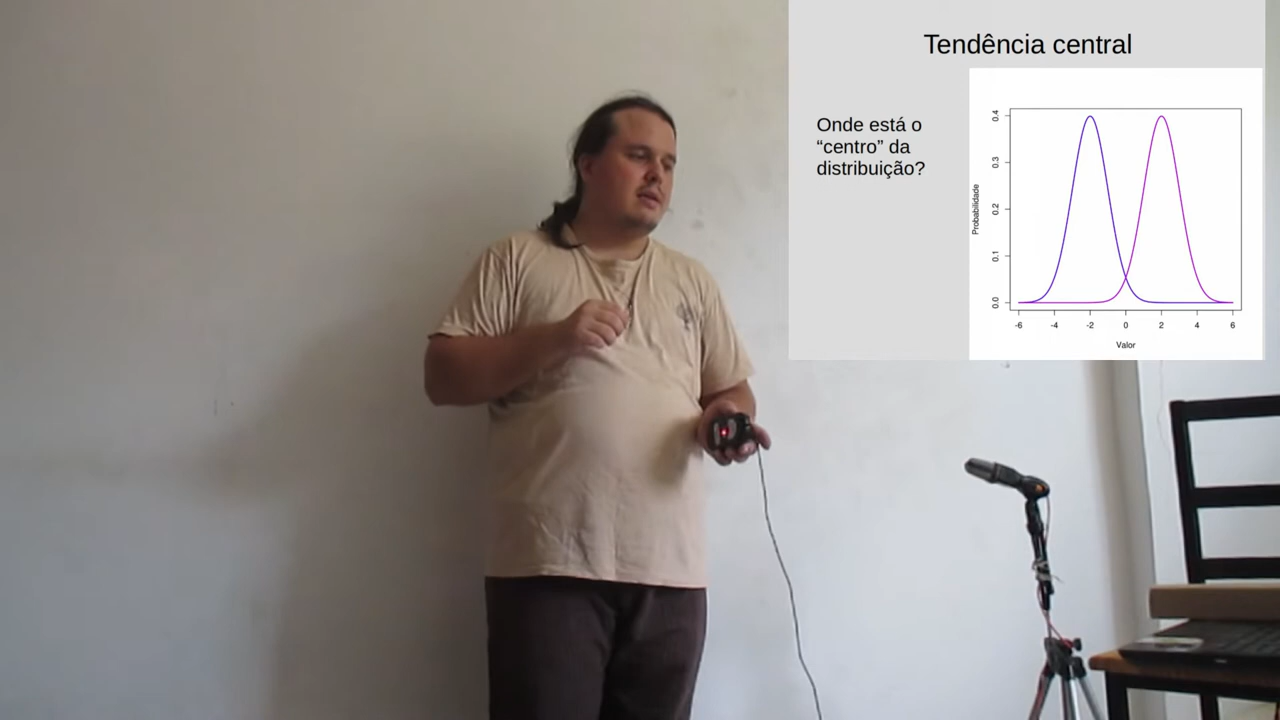 Tendência central
Onde está o
“centro” da
distribuição?
Probabilidade
0.4
0.3
0.2
0.1
0.0
-6 -4 -2 0 2 4 6
Valor